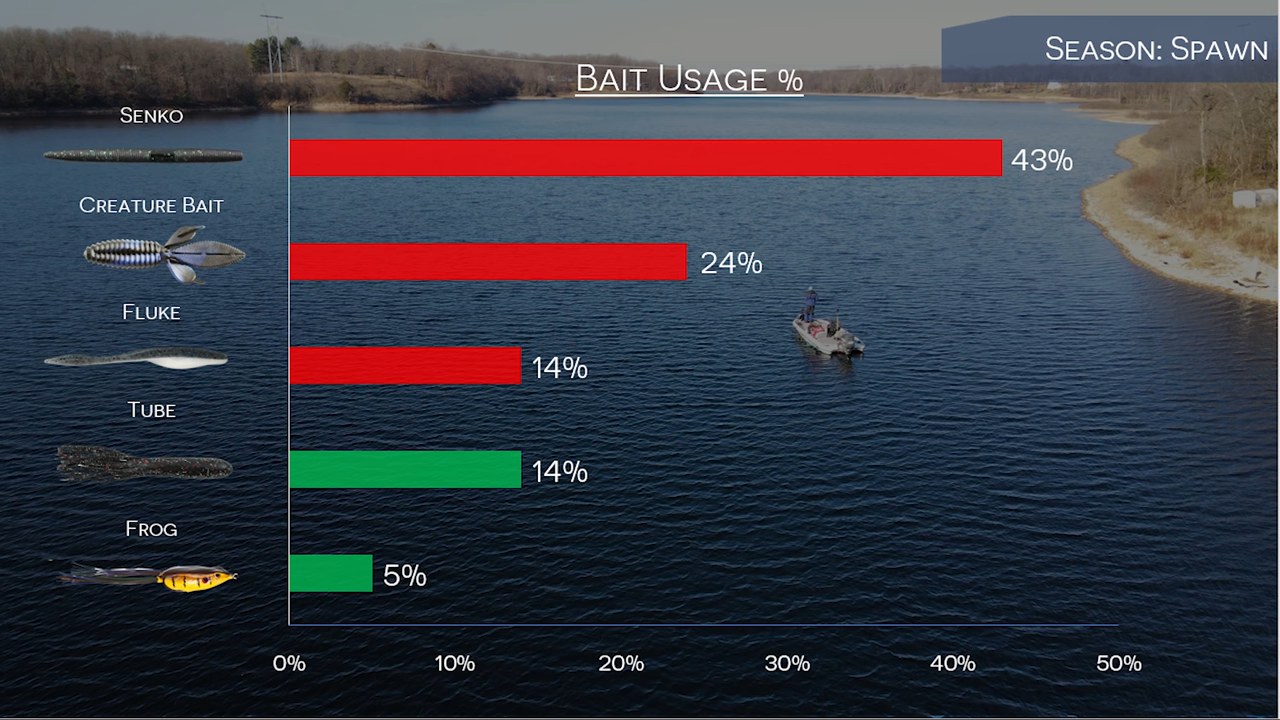 Season: Spawn
Bait Usage %
Senko
43%
Creature Bait
24%
Fluke
14%
Tube
14%
Frog
5%
0% 10% 20% 30% 40% 50%